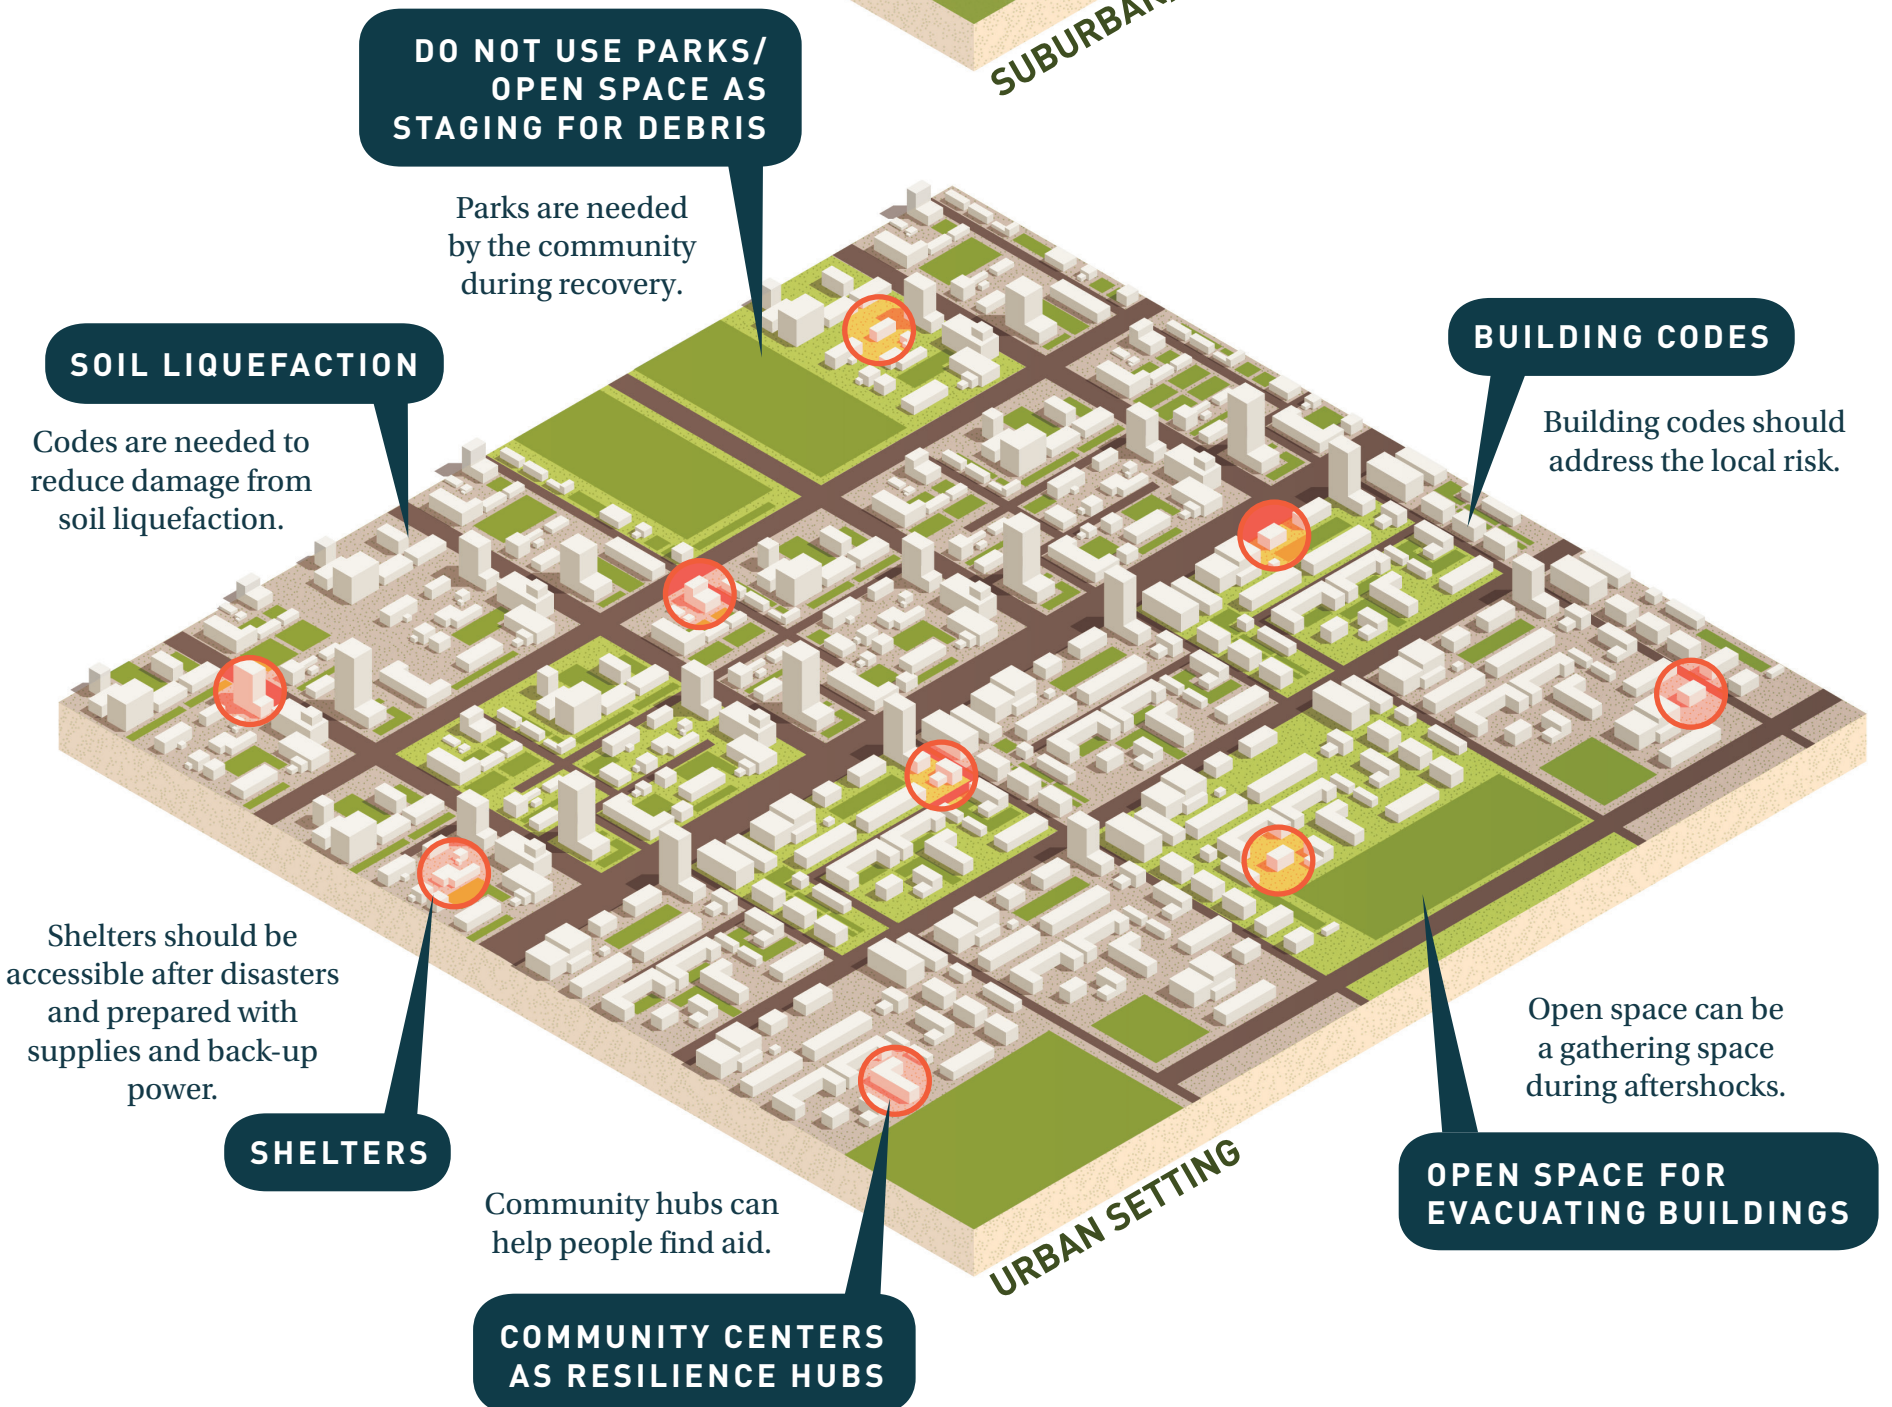 SUBURBAN
DO NOT USE PARKS/
OPEN SPACE AS
STAGING FOR DEBRIS
Parks are needed
by the community
during recovery.
SOIL LIQUEFACTION
Codes are needed to
reduce damage from
soil liquefaction.
BUILDING CODES
Building codes should
address the local risk.
Shelters should be
accessible after disasters
and prepared with
supplies and back-up
power.
SHELTERS
Open space can be
a gathering space
during aftershocks.
OPEN SPACE FOR
EVACUATING BUILDINGS
Community hubs can
help people find aid.
COMMUNITY CENTERS
AS RESILIENCE HUBS
URBAN SETTING